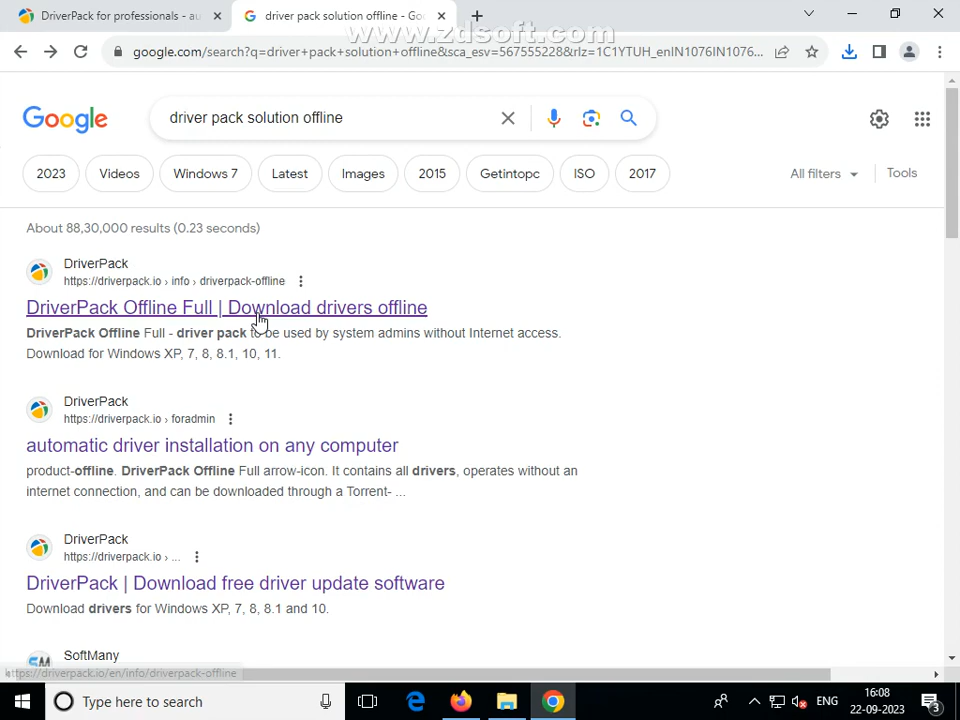 DriverPack for professionals - au
driver pack solution offline - Goo
www.zdsoft.com
google.com/search?q=driver+pack+solution+offline&sca_esv=567555228&rlz=1C1YTUH_enIN1076IN1076...
Google
driver pack solution offline
2023
Videos
Windows 7
Latest
Images
2015
Getintopc
ISO
2017
All filters
Tools
About 88,30,000 results (0.23 seconds)
DriverPack
https://driverpack.io › info › driverpack-offline
DriverPack Offline Full | Download drivers offline
DriverPack Offline Full - driver pack to be used by system admins without Internet access.
Download for Windows XP, 7, 8, 8.1, 10, 11.
DriverPack
https://driverpack.io › foradmin
automatic driver installation on any computer
product-offline. DriverPack Offline Full arrow-icon. It contains all drivers, operates without an
internet connection, and can be downloaded through a Torrent- ...
DriverPack
https://driverpack.io › ...
DriverPack | Download free driver update software
Download drivers for Windows XP, 7, 8, 8.1 and 10.
SoftMany
https://driverpack.io/en/info/driverpack-offline
Type here to search
ENG
16:08
22-09-2023
3